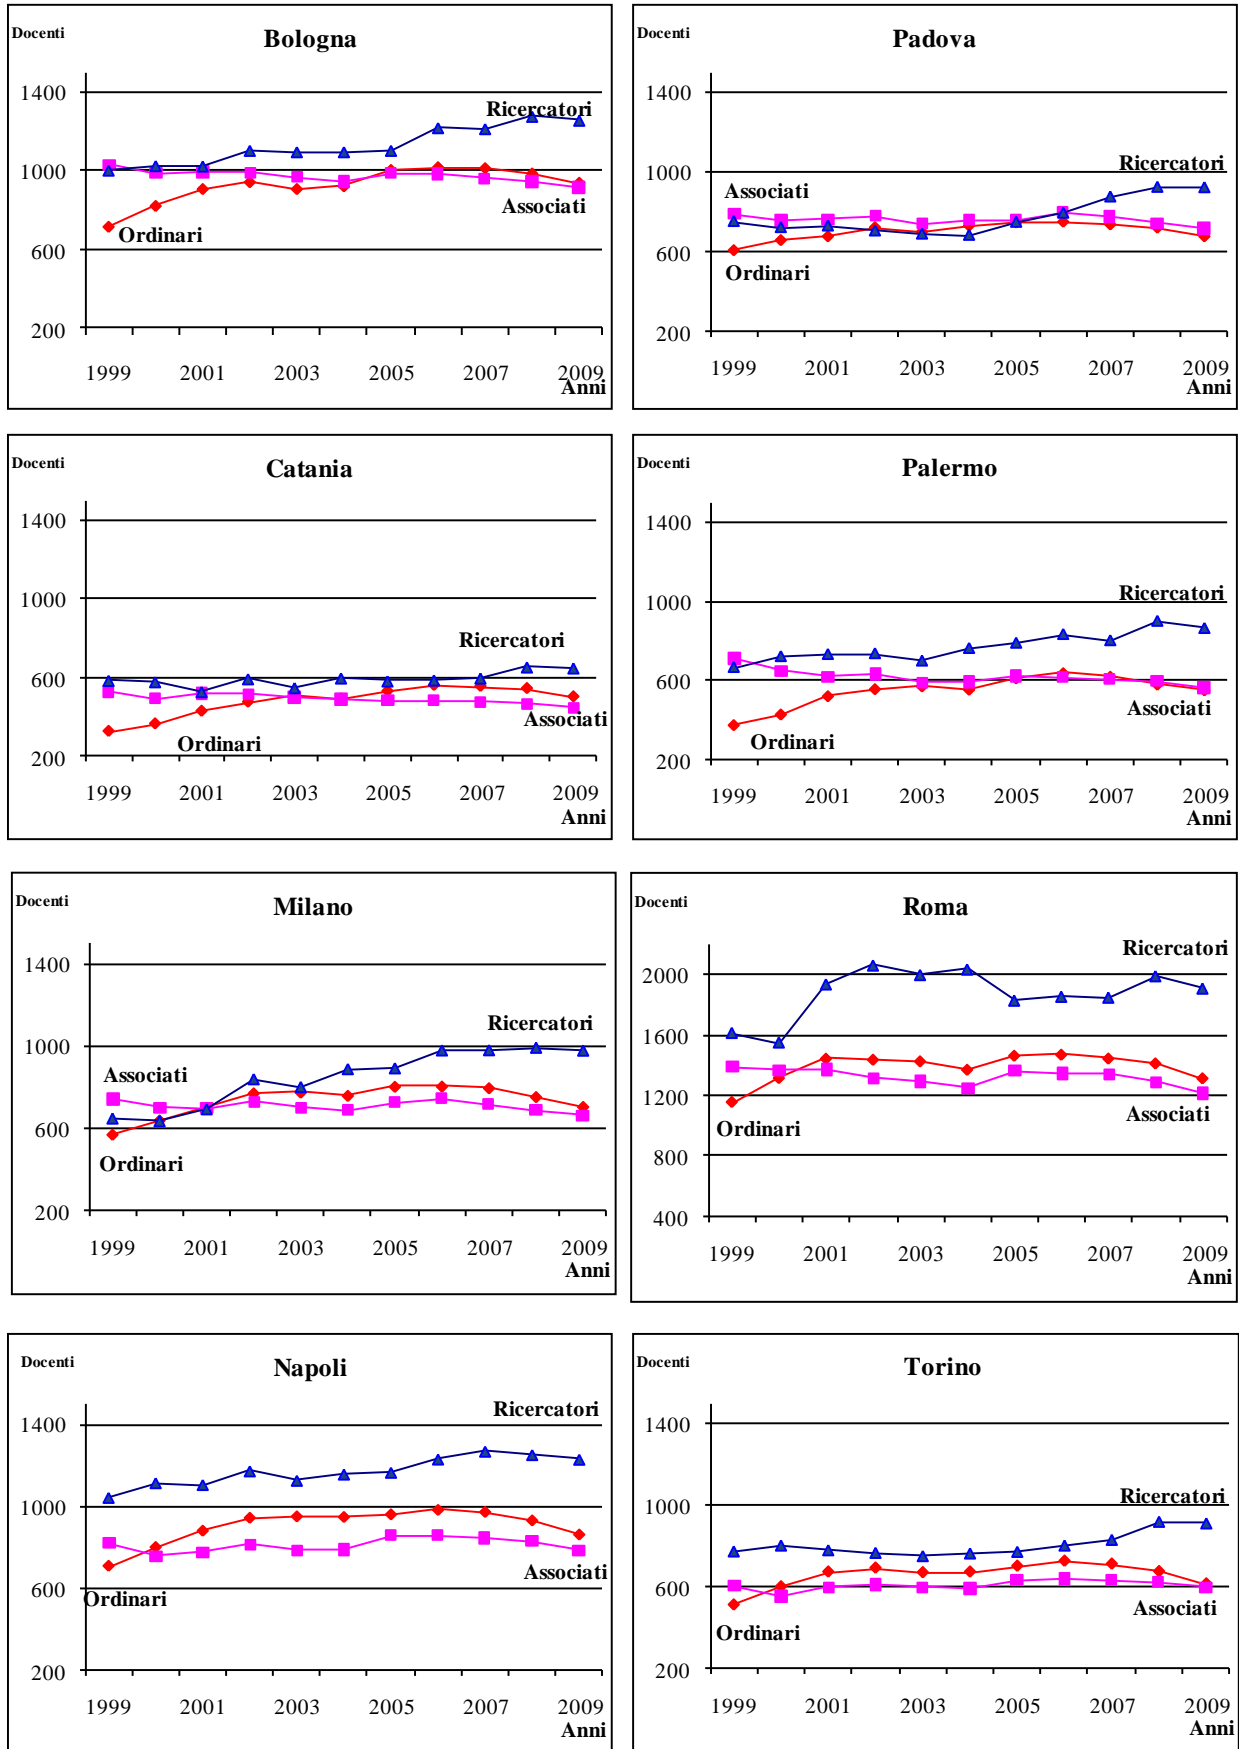 Docenti
Bologna
1400
Ricercatori
1000
Associati
Ordinari
600
200
1999 2001 2003 2005 2007 2009
Anni
Docenti
Padova
1400
Ricercatori
1000
Associati
600
Ordinari
200
1999 2001 2003 2005 2007 2009
Anni
Docenti
Catania
1400
1000
Ricercatori
600
Associati
Ordinari
200
1999 2001 2003 2005 2007 2009
Anni
Docenti
Palermo
1400
Ricercatori
1000
600
Associati
Ordinari
200
1999 2001 2003 2005 2007 2009
Anni
Docenti
Milano
1400
Ricercatori
1000
Associati
600
Ordinari
200
1999 2001 2003 2005 2007 2009
Anni
Docenti
Roma
Ricercatori
2000
1600
1200
Associati
Ordinari
800
400
1999 2001 2003 2005 2007 2009
Anni
Docenti
Napoli
Ricercatori
1400
1000
Associati
600
Ordinari
200
1999 2001 2003 2005 2007 2009
Anni
Docenti
Torino
1400
Ricercatori
1000
600
Associati
Ordinari
200
1999 2001 2003 2005 2007 2009
Anni